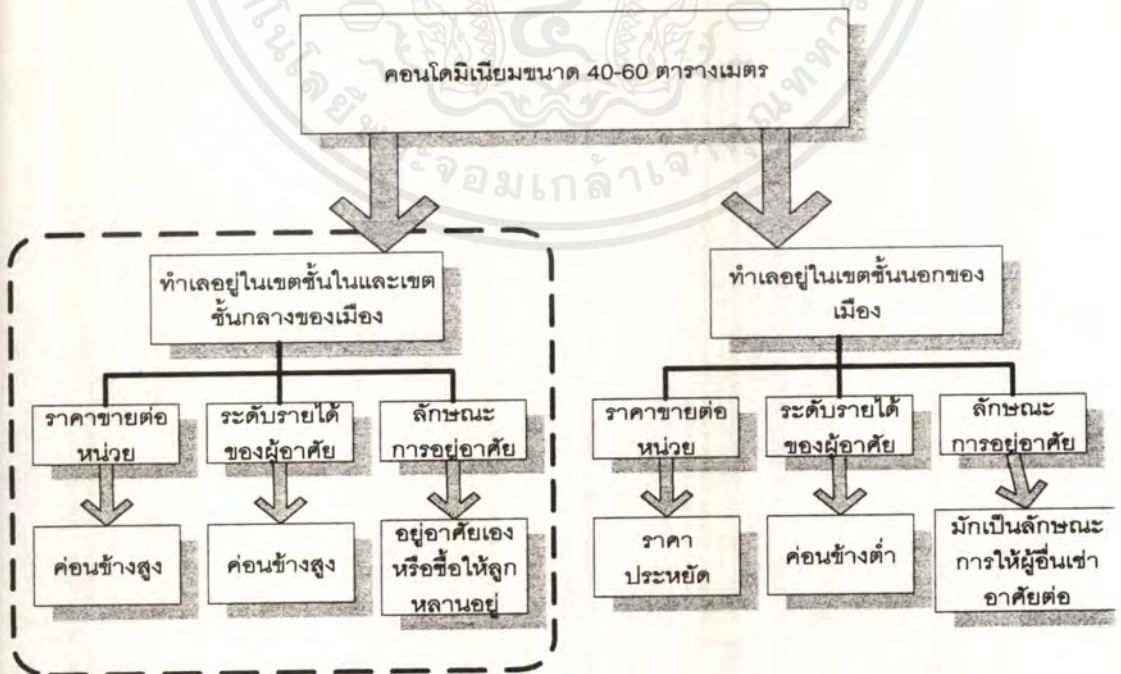 คอนโดมิเนียมขนาด 40-60 ตารางเมตร
ทำเลอยู่ในเขตชั้นในและเขต
ชั้นกลางของเมือง
ราคาขายต่อ
หน่วย
ระดับรายได้
ของผู้อาศัย
ลักษณะ
การอยู่อาศัย
ค่อนข้างสูง
ค่อนข้างสูง
อยู่อาศัยเอง
หรือซื้อให้ลูก
หลานอยู่
ทำเลอยู่ในเขตชั้นนอกของ
เมือง
ราคาขายต่อ
หน่วย
ระดับรายได้
ของผู้อาศัย
ลักษณะ
การอยู่อาศัย
ราคา
ประหยัด
ค่อนข้างต่ำ
มักเป็นลักษณะ
การให้ผู้อื่นเช่า
อาศัยต่อ